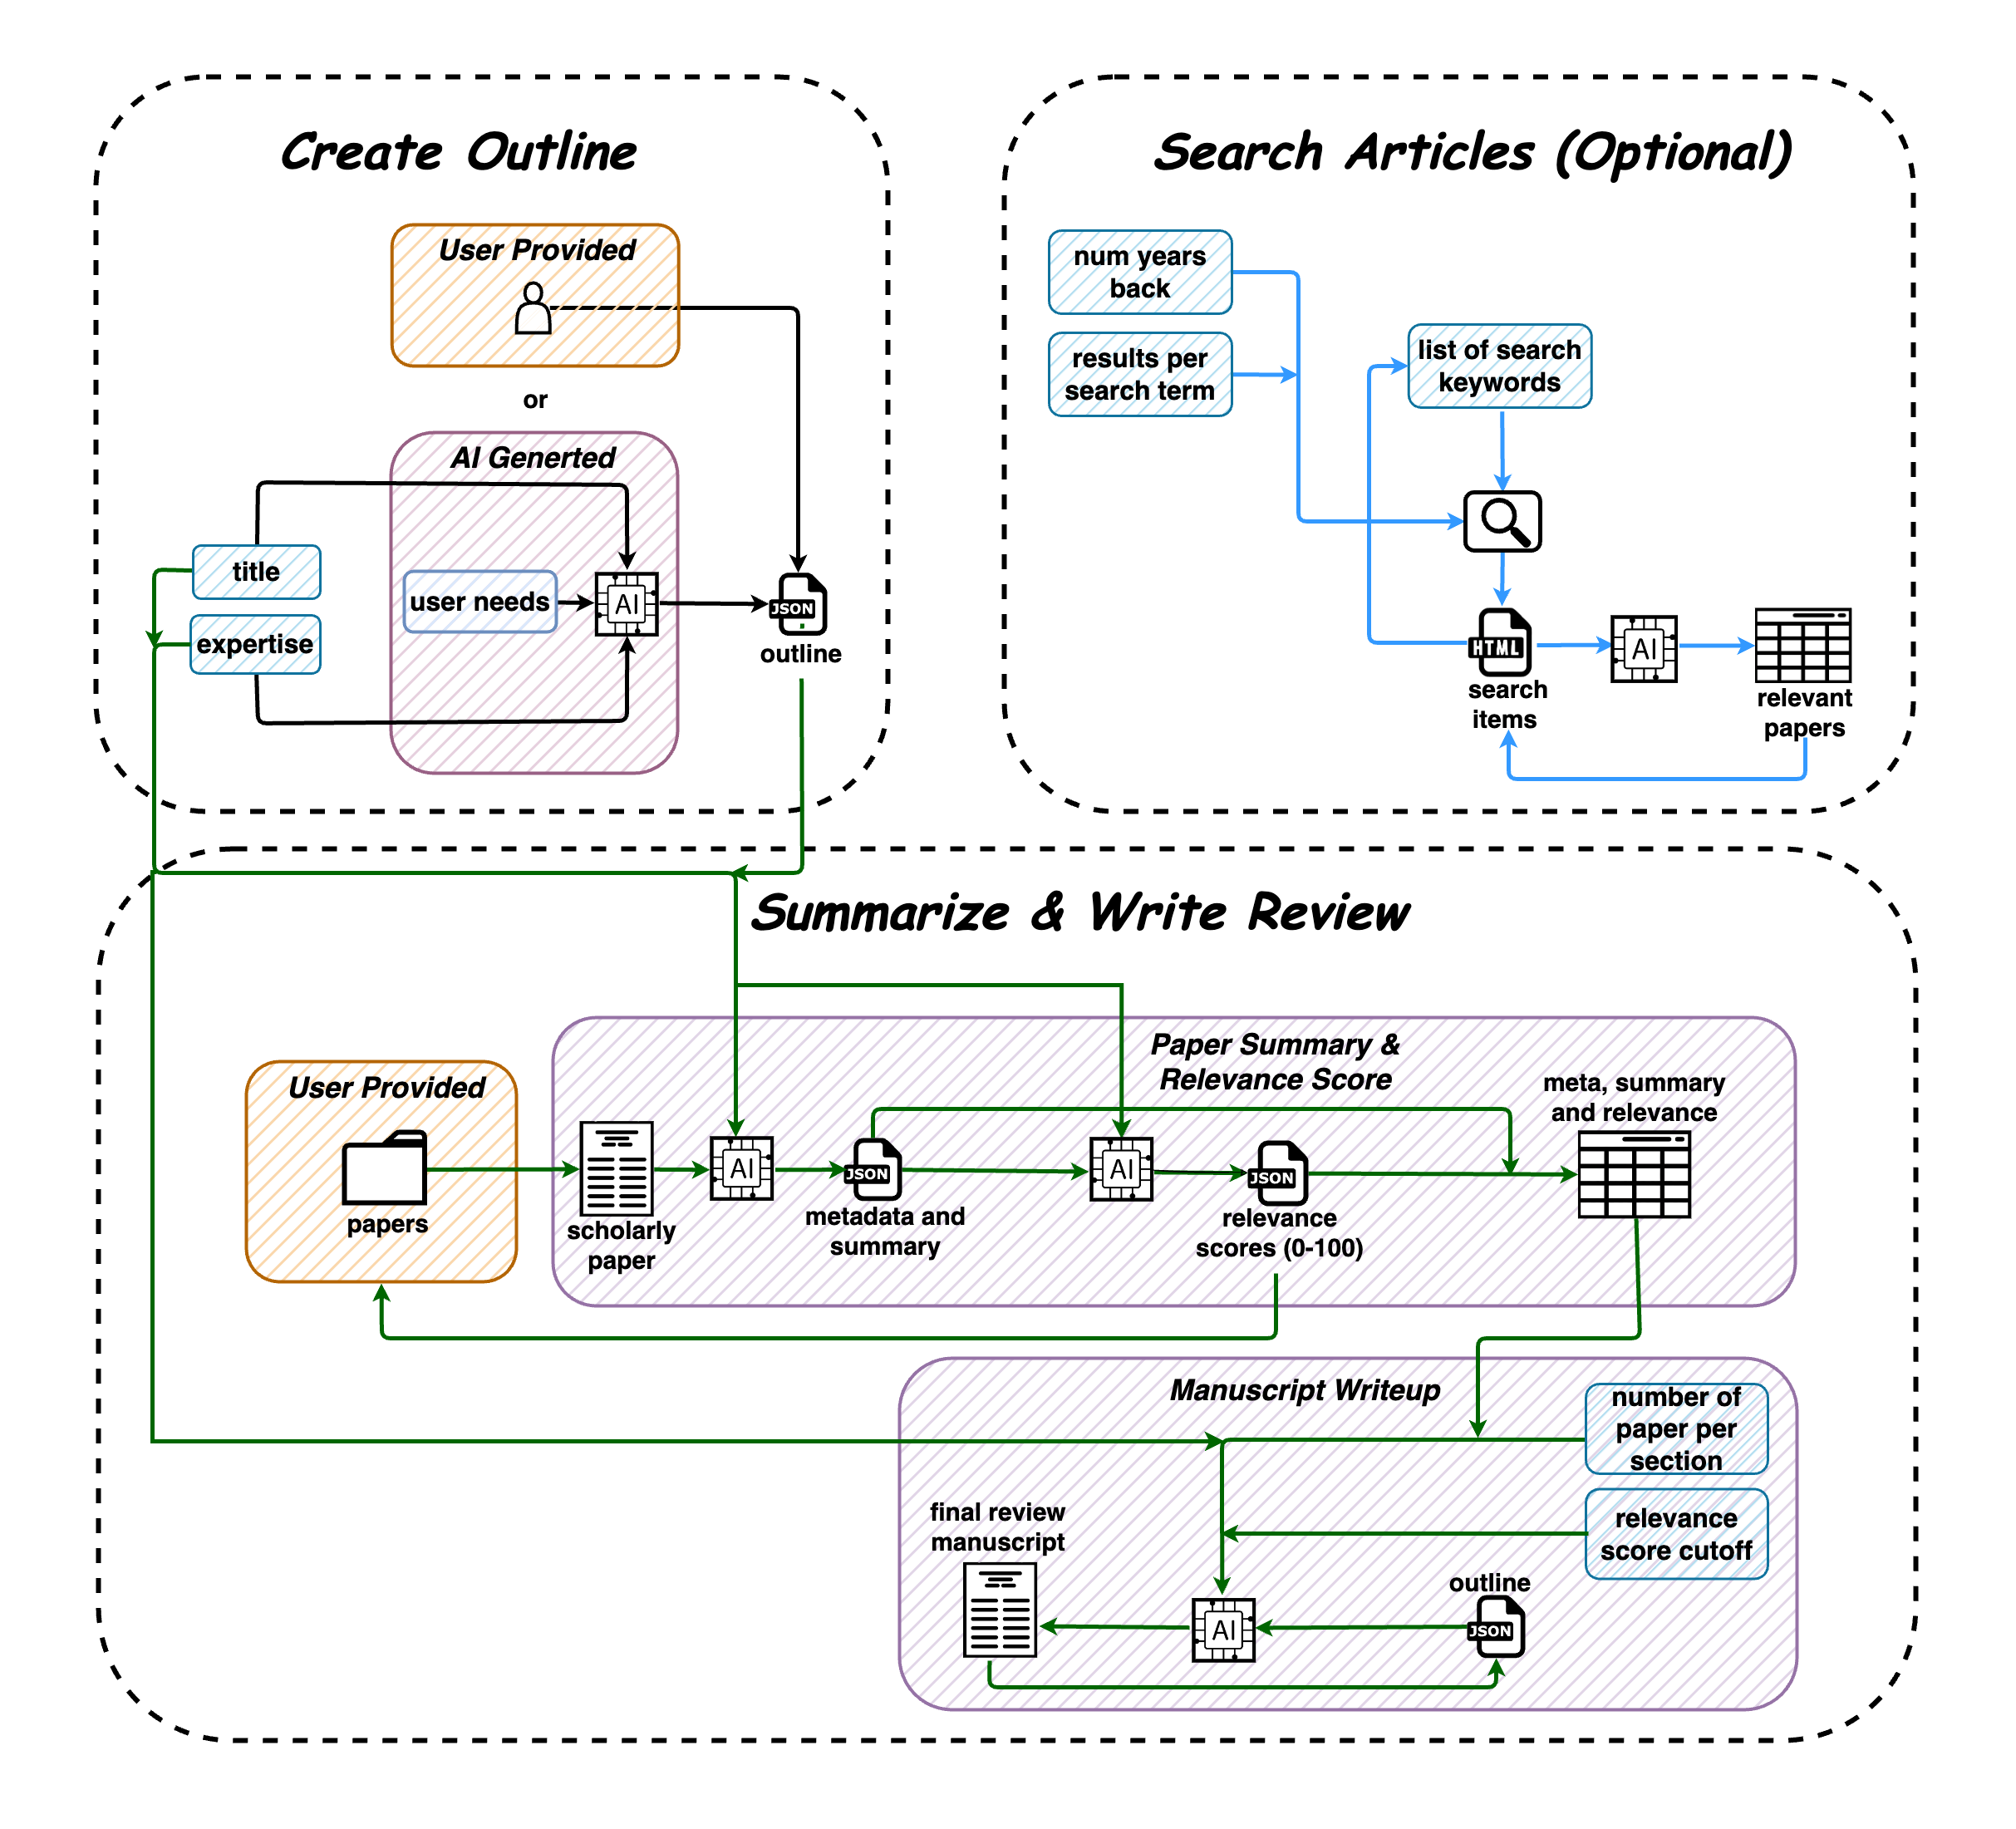 Create Outline
User Provided
or
AI Generted
title
expertise
user needs
AI
JSON
outline
Search Articles (Optional)
num years
back
results per
search term
list of search
keywords
HTML
search
items
AI
relevant
papers
Summarize & Write Review
User Provided
papers
Paper Summary &
Relevance Score
scholarly
paper
AI
JSON
metadata and
summary
AI
JSON
relevance
scores (0-100)
meta, summary
and relevance
Manuscript Writeup
number of
paper per
section
relevance
score cutoff
final review
manuscript
AI
outline
JSON